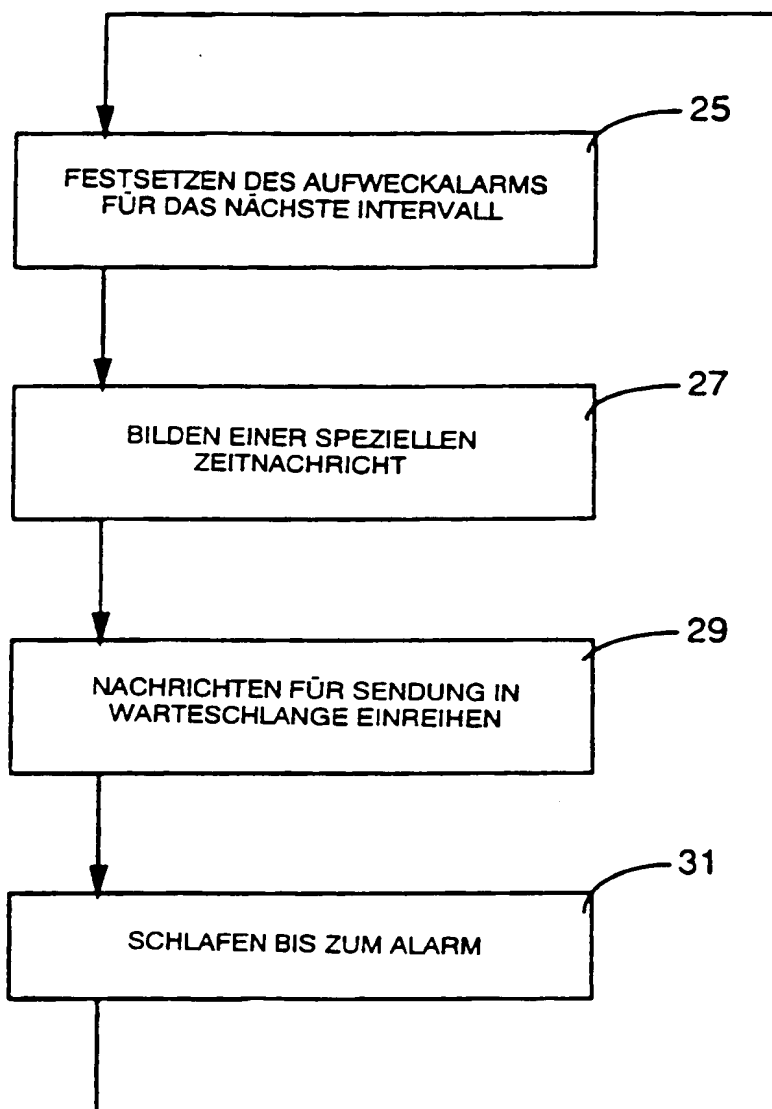 25
FESTSETZEN DES AUFWECKALARMS
FÜR DAS NÄCHSTE INTERVALL
27
BILDEN EINER SPEZIELLEN
ZEITNACHRICHT
29
NACHRICHTEN FÜR SENDUNG IN
WARTESCHLANGE EINREIHEN
31
SCHLAFEN BIS ZUM ALARM